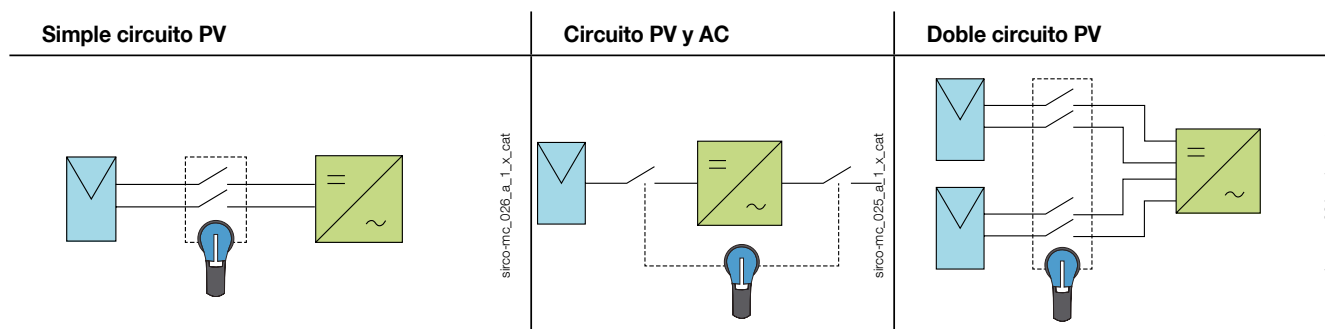 Simple circuito PV
Circuito PV y AC
Doble circuito PV
sirco-mc_026_a_1_x_cat
sirco-mc_025_a_1_x_cat